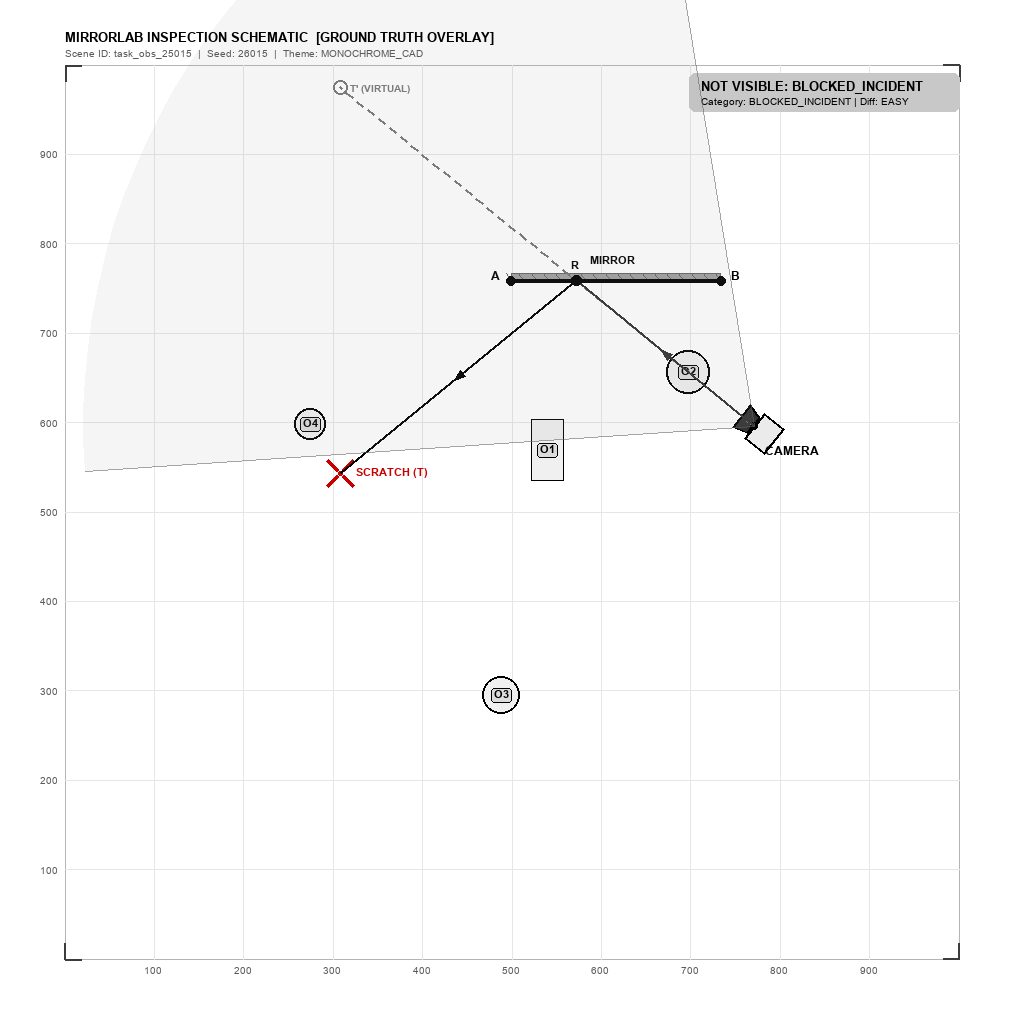 MIRRORLAB INSPECTION SCHEMATIC [GROUND TRUTH OVERLAY]
Scene ID: task_obs_25015 | Seed: 26015 | Theme: MONOCHROME_CAD
NOT VISIBLE: BLOCKED_INCIDENT
Category: BLOCKED_INCIDENT | Diff: EASY
T' (VIRTUAL)
900
800
R
MIRROR
A
B
700
O2
600
O4
O1
CAMERA
SCRATCH (T)
500
400
300
O3
200
100
100 200 300 400 500 600 700 800 900